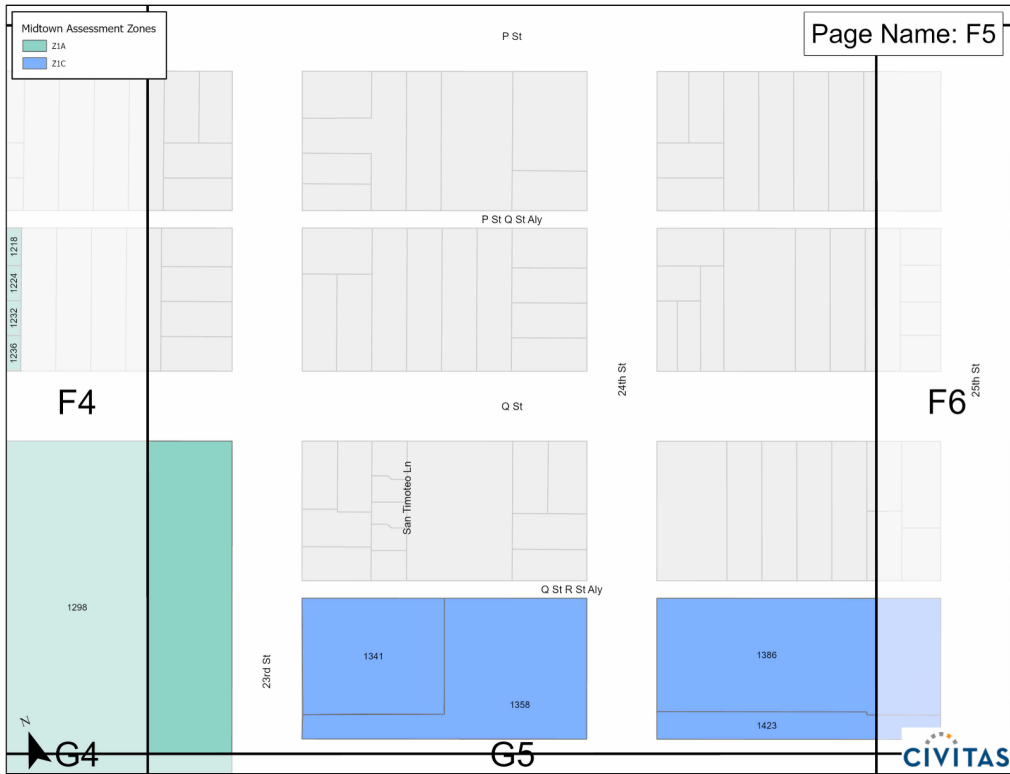 Midtown Assessment Zones
Z1A
Z1C
P St
Page Name: F5
P St Q St Aly
1218
1224
1232
1236
F4
24th St
F6
25th St
Q St
San Timoteo Ln
Q St R St Aly
1298
23rd St
1341
1358
1386
1423
N
G4
G5
CIVITAS